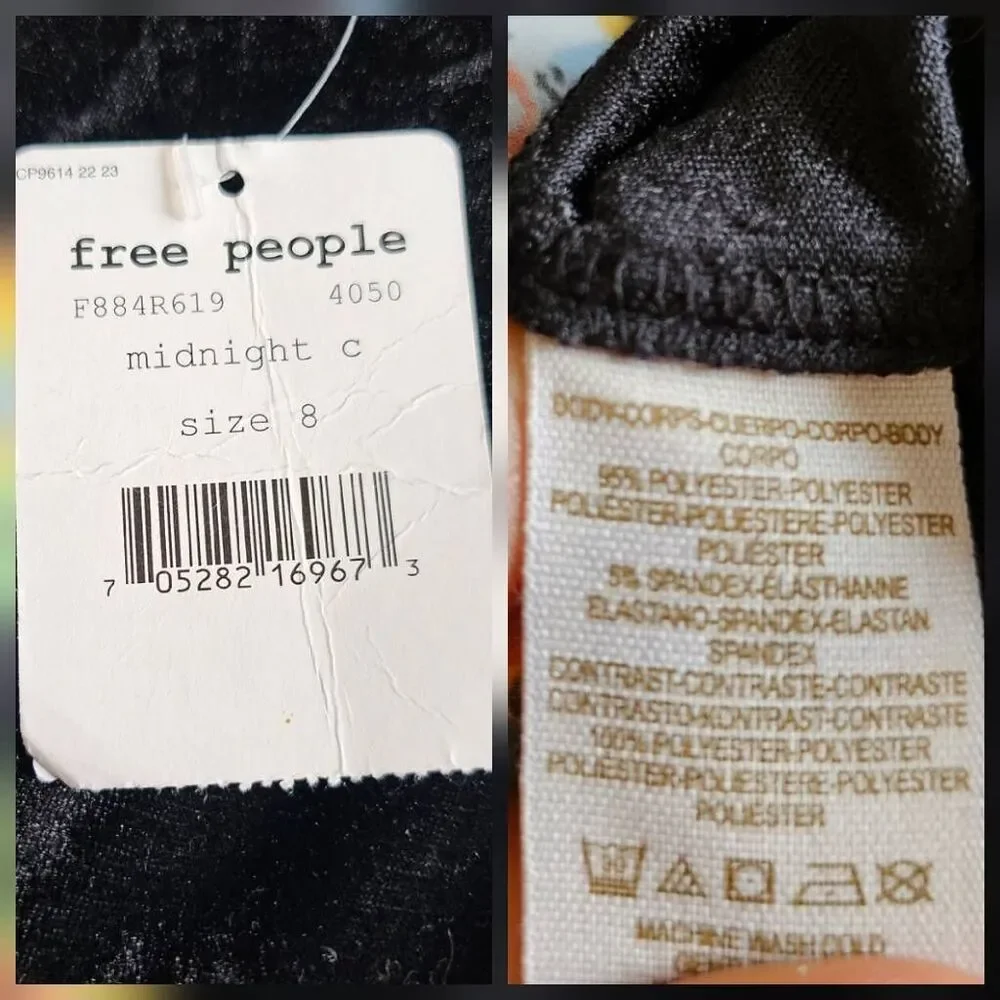 CP9614 22 23
free people
F884R619 4050
midnight c
size 8
7 05282 16967 3
BODY-CORPS-CUERPO-CORPO-BODY
CORPO
95% POLYESTER-POLYESTER
POLIÉSTER-POLIESTERE-POLYESTER
POLIÉSTER
5% SPANDEX-ÉLASTHANNE
ELASTANO-SPANDEX-ELASTAN
SPANDEX
CONTRAST-CONTRASTE-CONTRASTE
CONTRASTO-KONTRAST-CONTRASTE
100% POLYESTER-POLYESTER
POLIÉSTER-POLIESTERE-POLYESTER
POLIÉSTER
MACHINE WASH COLD